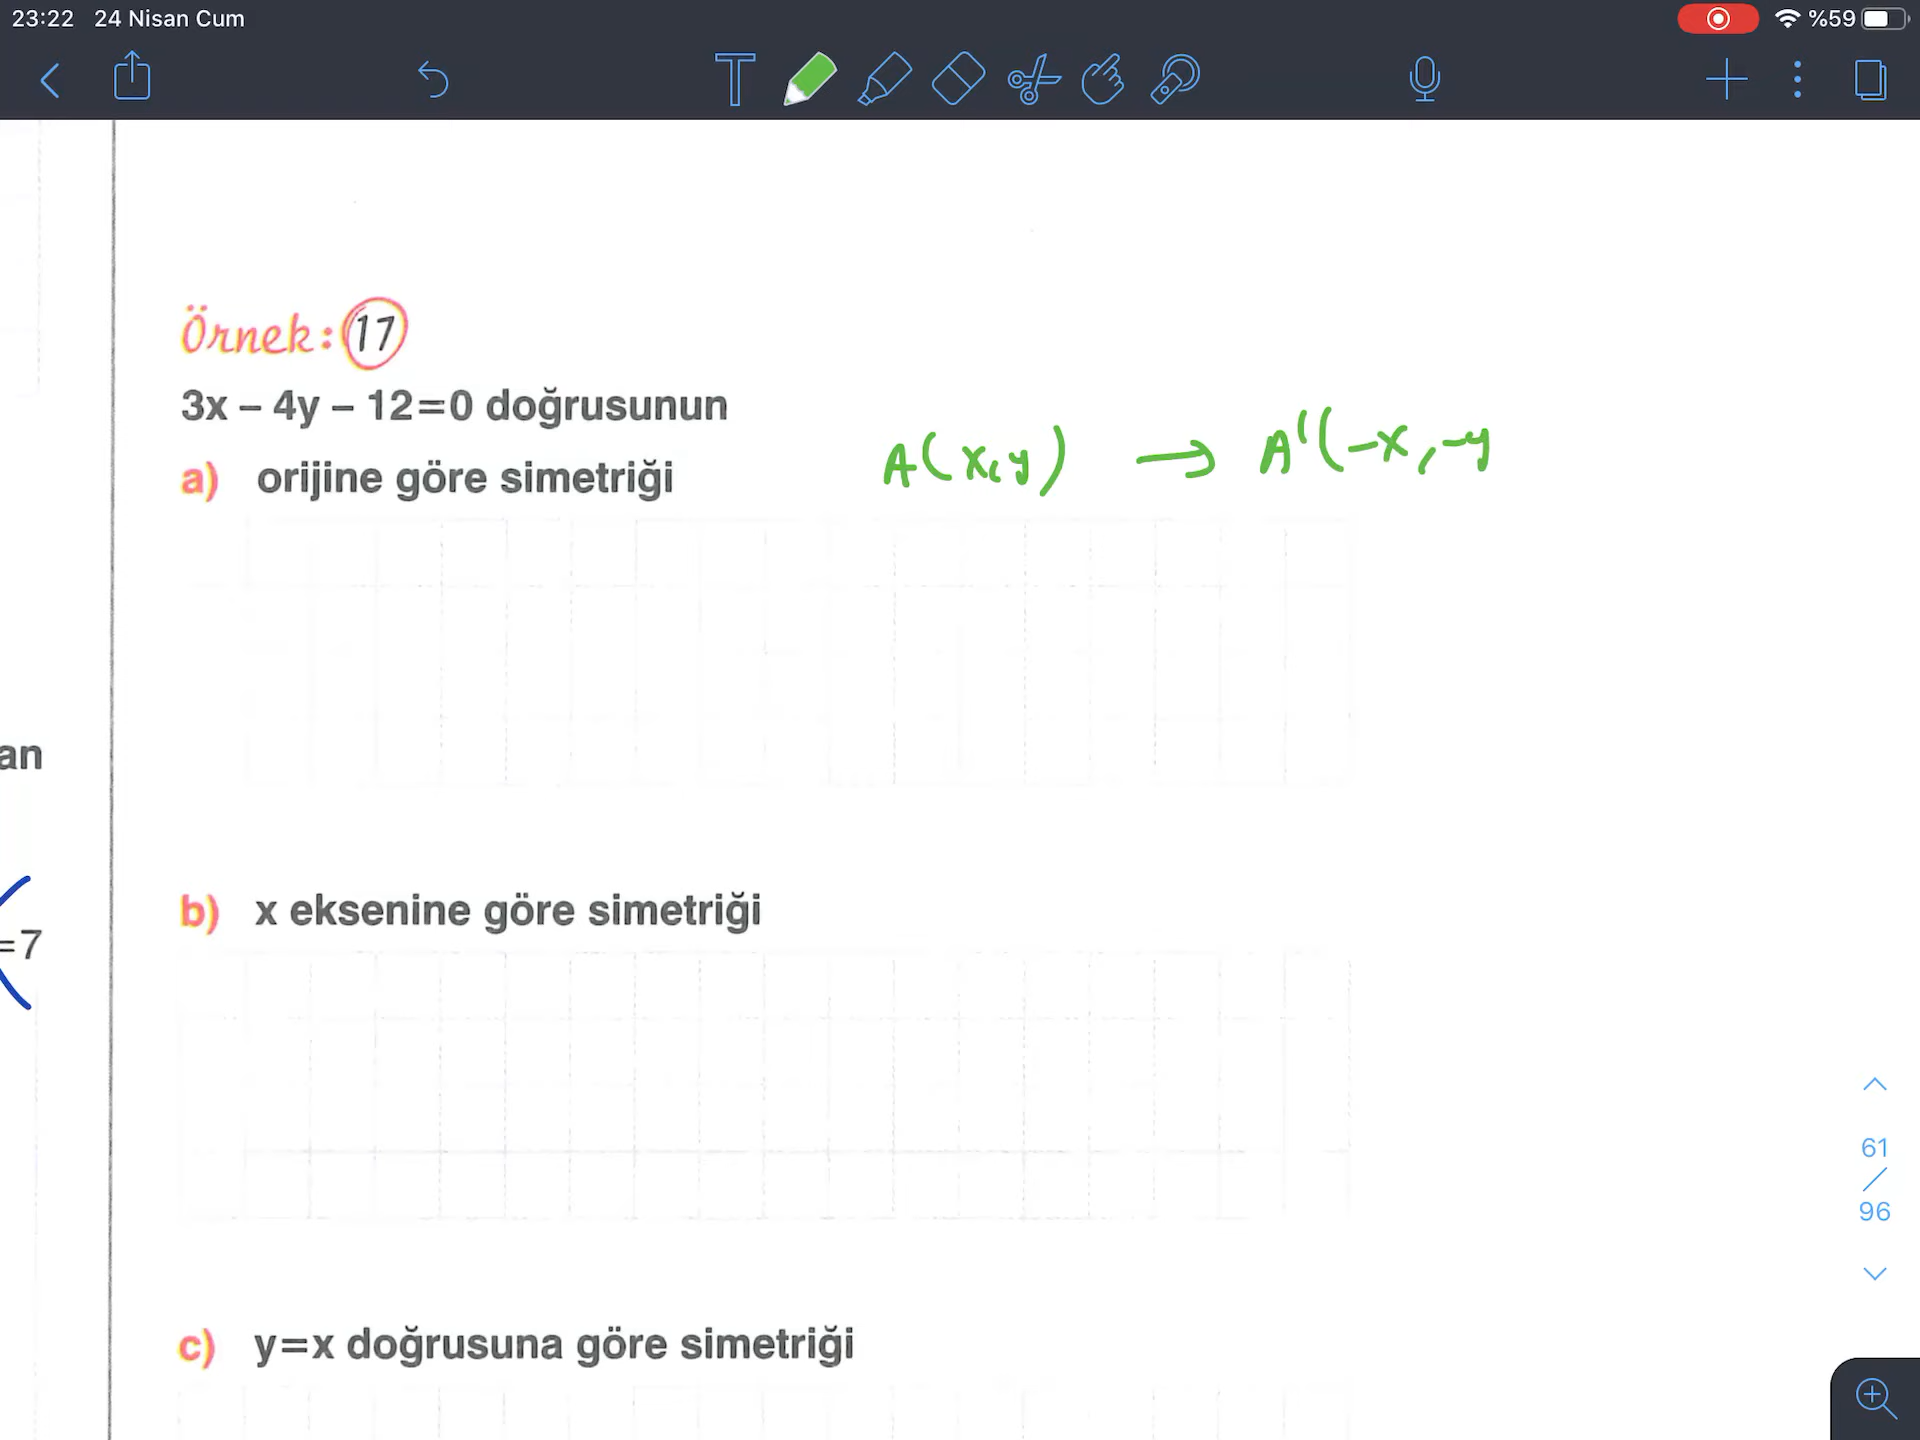 23:22 24 Nisan Cum
%59
Örnek: 17
3x – 4y – 12=0 doğrusunun
a) orijine göre simetriği
A(x,y) → A'(-x,-y
an
b) x eksenine göre simetriği
=7
61
/
96
c) y=x doğrusuna göre simetriği